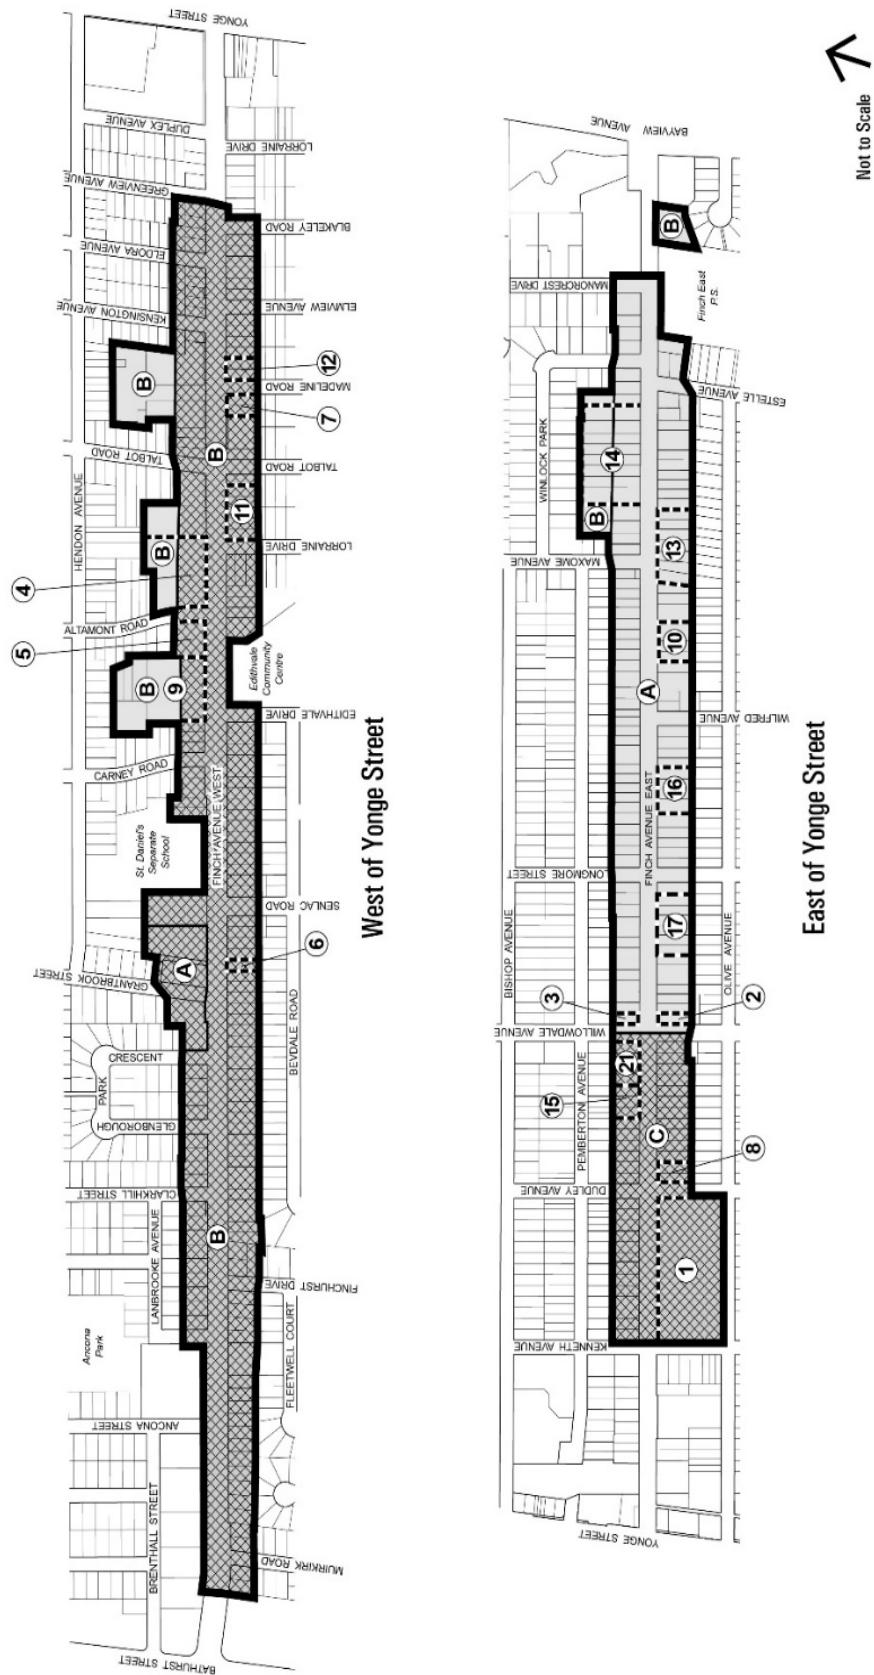 YONGE STREET
DUPLEX AVENUE
LORRAINE DRIVE
GREENVIEW AVENUE
BLAKELEY ROAD
ELDORA AVENUE
ELMVIEW AVENUE
KENSINGTON AVENUE
B
12
MADELINE ROAD
7
TALBOT ROAD
B
TALBOT ROAD
HENDON AVENUE
11
B
LORRAINE DRIVE
4
ALTAMONT ROAD
5
Edithvale
Community
Centre
B
9
EDITHVALE DRIVE
CARNEY ROAD
FINCH AVENUE WEST
St. Daniel's
Separate
School
SENLAC ROAD
6
A
GRANTBROOK STREET
BEVDALE ROAD
CRESCENT
PARK
GLENBOROUGH
CLARKHILL STREET
B
LANBROOKE AVENUE
FINCHURST DRIVE
Ancona
Park
FLEETWELL COURT
ANCONA STREET
BRENTHALL STREET
MUIRKIRK ROAD
BATHURST STREET
West of Yonge Street
BAYVIEW AVENUE
B
MANORCREST DRIVE
Finch East
P.S.
ESTELLE AVENUE
WINLOCK PARK
14
B
13
MAXOME AVENUE
10
A
WILFRED AVENUE
16
FINCH AVENUE EAST
LONGMORE STREET
17
BISHOP AVENUE
OLIVE AVENUE
3
2
WILLOWDALE AVENUE
21
15
PEMBERTON AVENUE
C
8
DUDLEY AVENUE
1
KENNETH AVENUE
YONGE STREET
East of Yonge Street
Not to Scale